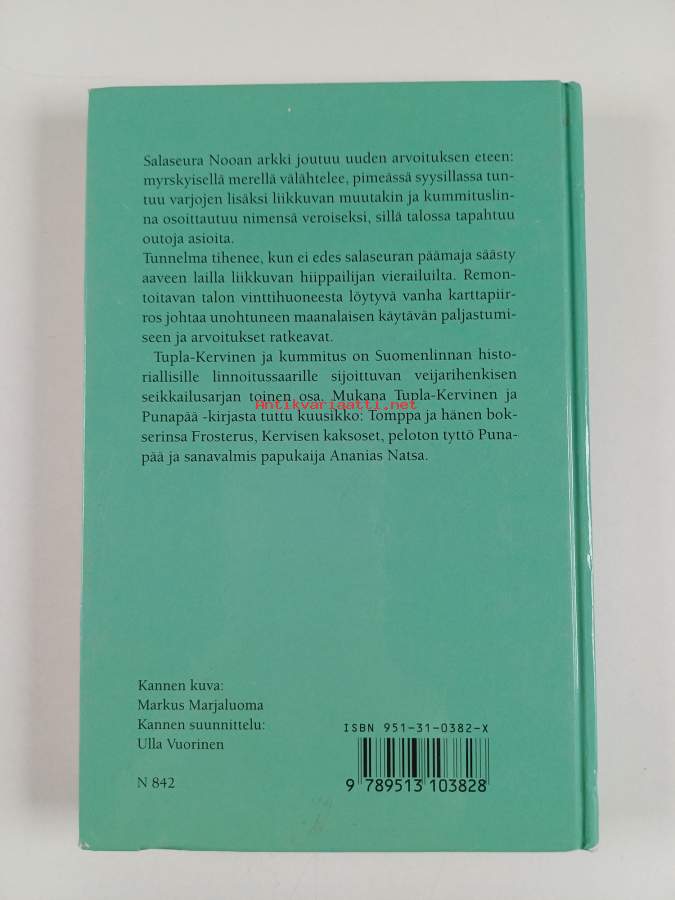 Salaseura Nooan arkki joutuu uuden arvoituksen eteen:
myrskyisellä merellä välähtelee, pimeässä syysillassa tun-
tuu varjojen lisäksi liikkuvan muutakin ja kummituslin-
na osoittautuu nimensä veroiseksi, sillä talossa tapahtuu
outoja asioita.
Tunnelma tihenee, kun ei edes salaseuran päämaja säästy
aaveen lailla liikkuvan hiippailijan vierailuilta. Remon-
toitavan talon vinttihuoneesta löytyvä vanha karttapiir-
ros johtaa unohtuneen maanalaisen käytävän paljastumi-
seen ja arvoitukset ratkeavat.
Tupla-Kervinen ja kummitus on Suomenlinnan histo-
riallisille linnoitussaarille sijoittuvan veijarihenkisen
seikkailusarjan toinen osa. Mukana Tupla-Kervinen ja
Antikvariaatti.net
Punapää -kirjasta tuttu kuusikko: Tomppa ja hänen bok-
serinsa Frosterus, Kervisen kaksoset, peloton tyttö Puna-
pää ja sanavalmis papukaija Ananias Natsa.
Kannen kuva:
Markus Marjaluoma
Kannen suunnittelu:
Ulla Vuorinen
N 842
ISBN 951-31-0382-X
9 789513 103828